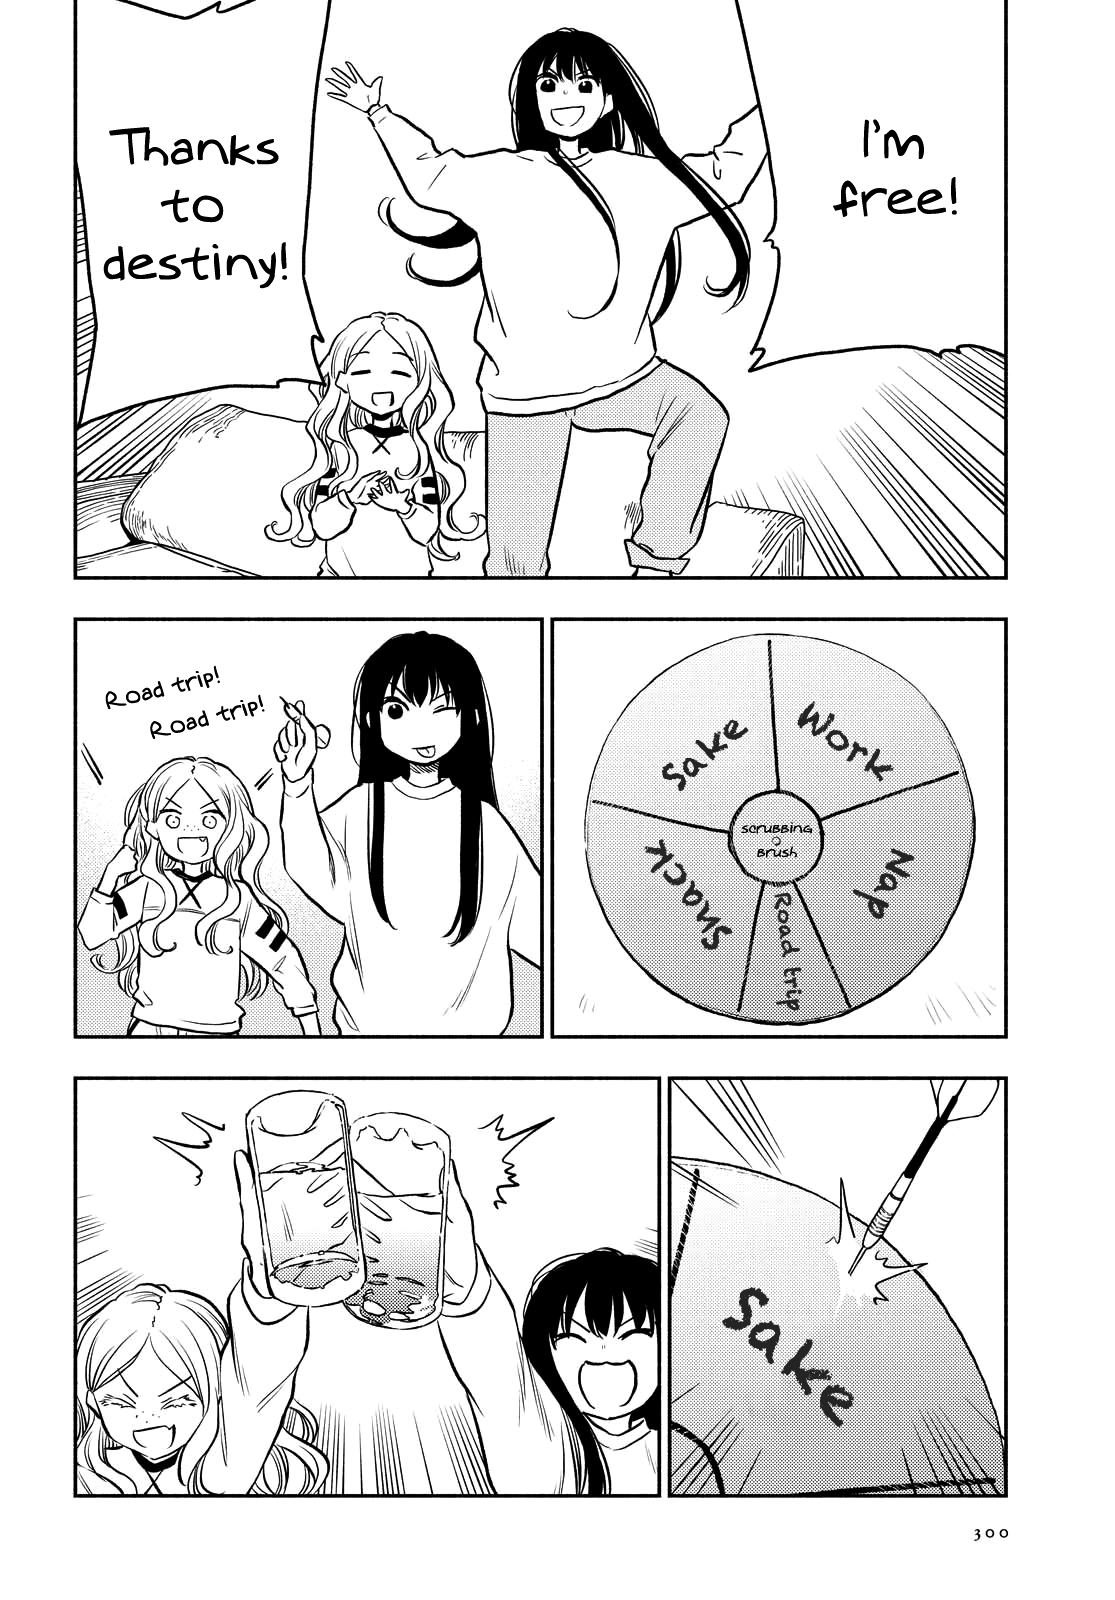 I'm
free!
Thanks
to
destiny!
Work
Sake
Nap
Snack
Road trip
Scrubbing
Brush
Road trip!
Road trip!
Sake
300